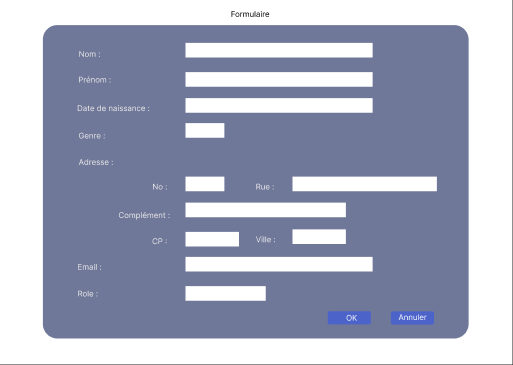 Formulaire
Nom :
Prénom :
Date de naissance :
Genre :
Adresse :
No : Rue :
Complément :
CP : Ville :
Email :
Role :
OK Annuler